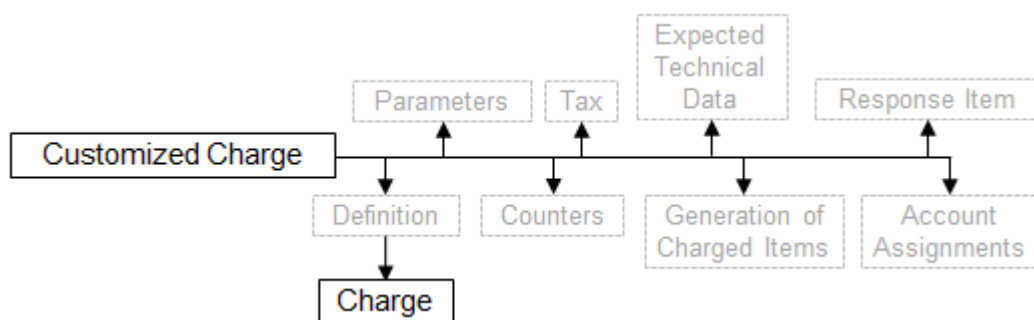 Expected
Technical
Data
Parameters
Tax
Response Item
Customized Charge
Definition
Counters
Generation of
Charged Items
Account
Assignments
Charge